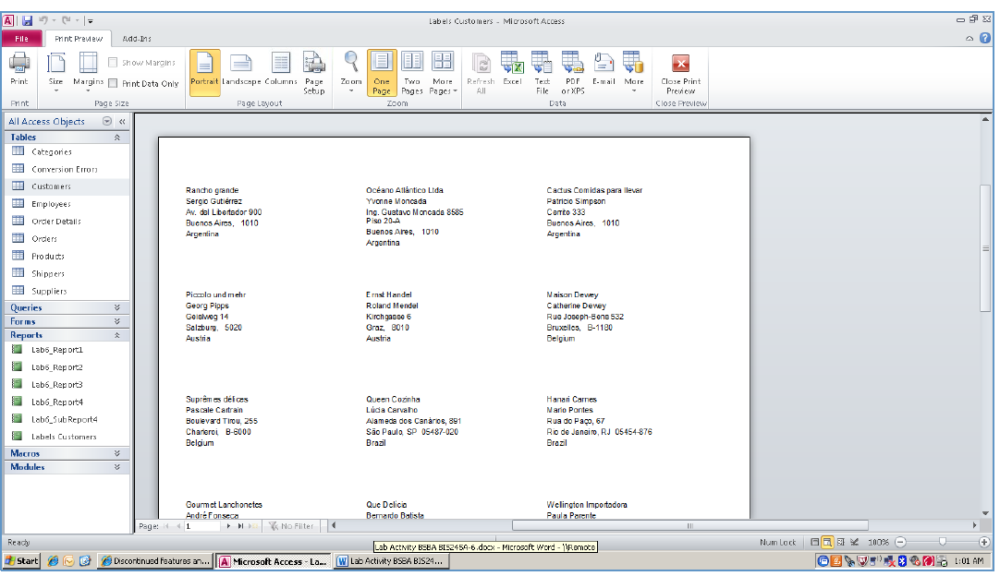 Labels Customers - Microsoft Access
File Print Preview Add-Ins
Print
Size
Margins
Show Margins
Print Data Only
Portrait
Landscape
Columns
Page Setup
Zoom
One Page
Two Pages
More Pages
Refresh All
Excel
Text File
PDF or XPS
E-mail
More
Close Print Preview
Print
Page Size
Page Layout
Zoom
Data
Close Preview
All Access Objects
Tables
Categories
Conversion Errors
Customers
Employees
Order Details
Orders
Products
Shippers
Suppliers
Queries
Forms
Reports
Lab6_Report1
Lab6_Report2
Lab6_Report3
Lab6_Report4
Lab6_SubReport4
Labels Customers
Macros
Modules
Rancho grande
Sergio Gutiérrez
Av. del Libertador 900
Buenos Aires, 1010
Argentina
Océano Atlántico Ltda
Yvonne Moncada
Ing. Gustavo Moncada 8585
Piso 20-A
Buenos Aires, 1010
Argentina
Cactus Comidas para llevar
Patricio Simpson
Cerrito 333
Buenos Aires, 1010
Argentina
Piccolo und mehr
Georg Pipps
Geislweg 14
Salzburg, 5020
Austria
Ernst Handel
Roland Mendel
Kirchgasse 6
Graz, 8010
Austria
Maison Dewey
Catherine Dewey
Rue Joseph-Bens 532
Bruxelles, B-1180
Belgium
Suprêmes délices
Pascale Cartrain
Boulevard Tirou, 255
Charleroi, B-6000
Belgium
Queen Cozinha
Lúcia Carvalho
Alameda dos Canários, 891
São Paulo, SP 05487-020
Brazil
Hanari Carnes
Mario Pontes
Rua do Paço, 67
Rio de Janeiro, RJ 05454-876
Brazil
Gourmet Lanchonetes
André Fonseca
Que Delícia
Bernardo Batista
Wellington Importadora
Paula Parente
Page: 1 No Filter
Ready
Num Lock
100%
Lab Activity BSBA BIS245A-6.docx - Microsoft Word - \\Remote
Start
Discontinued features an...
Microsoft Access - La...
Lab Activity BSBA BIS24...
1:01 AM